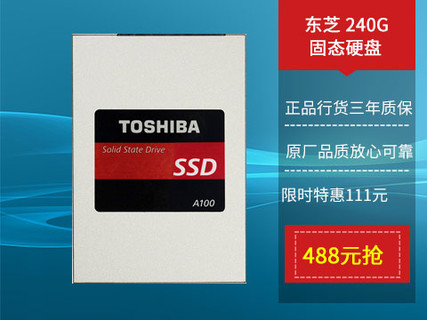 东芝 240G
固态硬盘
正品行货三年质保
原厂品质放心可靠
限时特惠111元
488元抢
TOSHIBA
Solid State Drive
SSD
A100